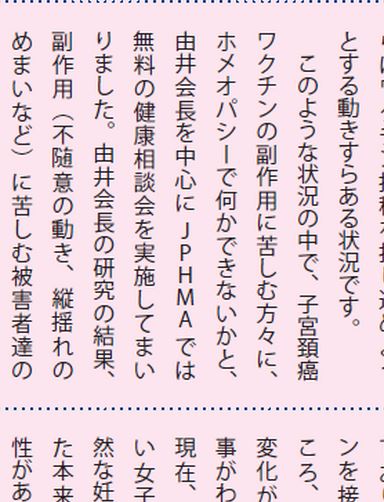 とする動きすらある状況です。
このような状況の中で、子宮頚癌
ワクチンの副作用に苦しむ方々に、
ホメオパシーで何かできないかと、
由井会長を中心にJPHMAでは
無料の健康相談会を実施してまい
りました。由井会長の研究の結果、
副作用（不随意の動き、縦揺れの
めまいなど）に苦しむ被害者達の
ンを接
ころ、
変化が
事がわ
現在、
い女子
然な妊
た本来
性があ